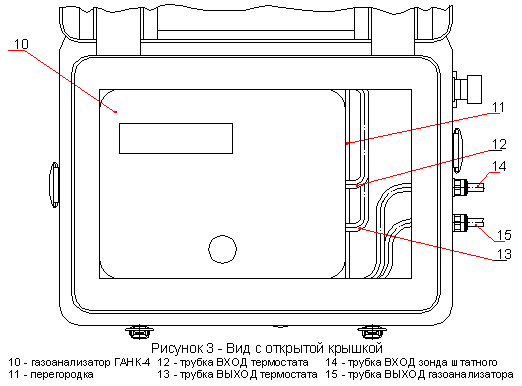 10
11
12
14
15
13
Рисунок 3 - Вид с открытой крышкой
10 - газоанализатор ГАНК-4 12 - трубка ВХОД термостата 14 - трубка ВХОД зонда штатного
11 - перегородка 13 - трубка ВЫХОД термостата 15 - трубка ВЫХОД газоанализатора